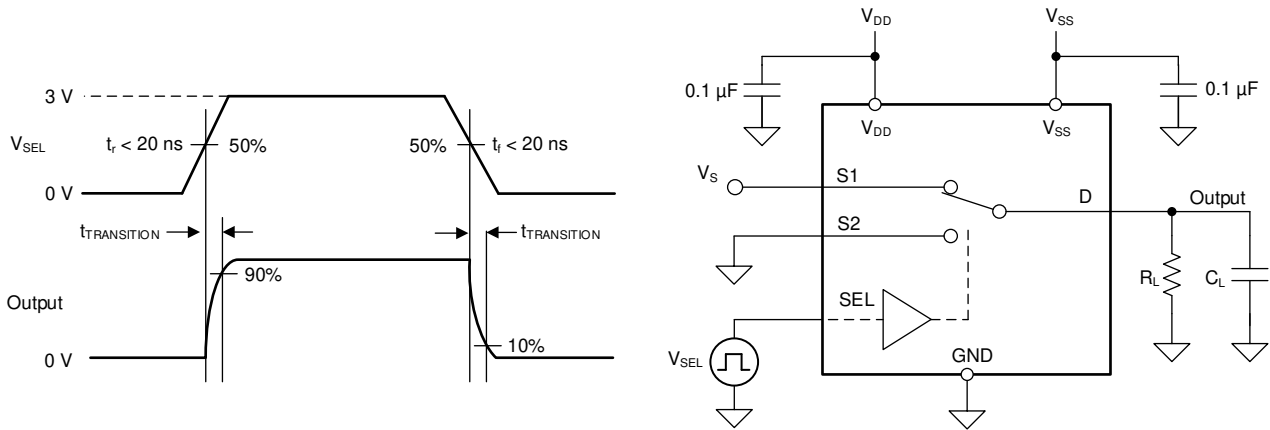 3 V
V_SEL
t_r < 20 ns
50%
50%
t_f < 20 ns
0 V
t_TRANSITION
t_TRANSITION
90%
Output
10%
0 V
V_DD
V_SS
0.1 µF
0.1 µF
V_DD
V_SS
V_S
S1
D
Output
S2
R_L
C_L
SEL
V_SEL
GND